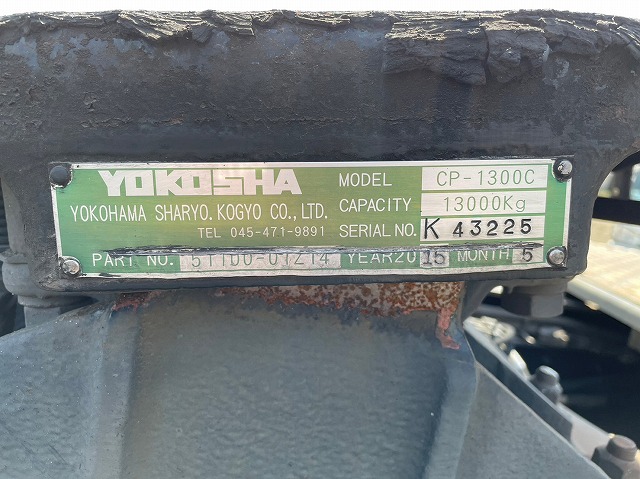 YOKOSHA
YOKOHAMA SHARYO. KOGYO CO., LTD.
TEL 045-471-9891
MODEL CP-1300C
CAPACITY 13000Kg
SERIAL NO. K 43225
PART NO. YEAR2015 MONTH 5